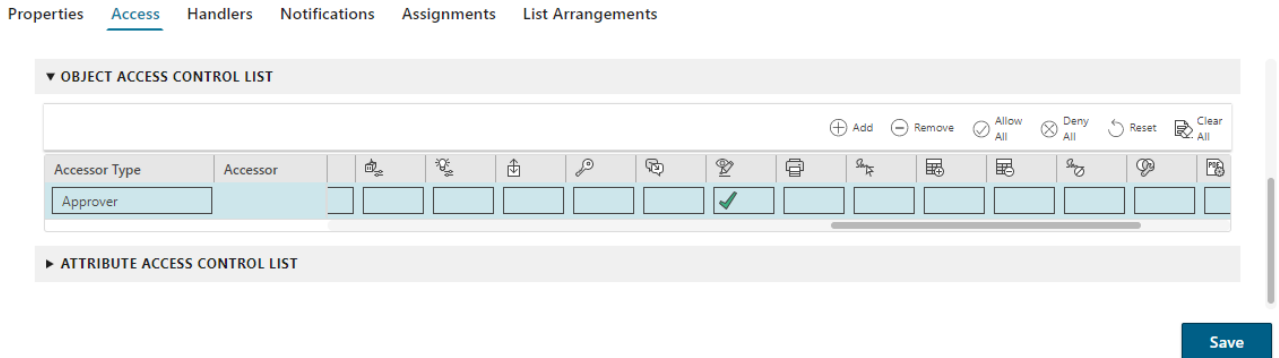 Properties Access Handlers Notifications Assignments List Arrangements
OBJECT ACCESS CONTROL LIST
Add Remove Allow All Deny All Reset Clear All
Accessor Type Accessor
Approver
ATTRIBUTE ACCESS CONTROL LIST
Save